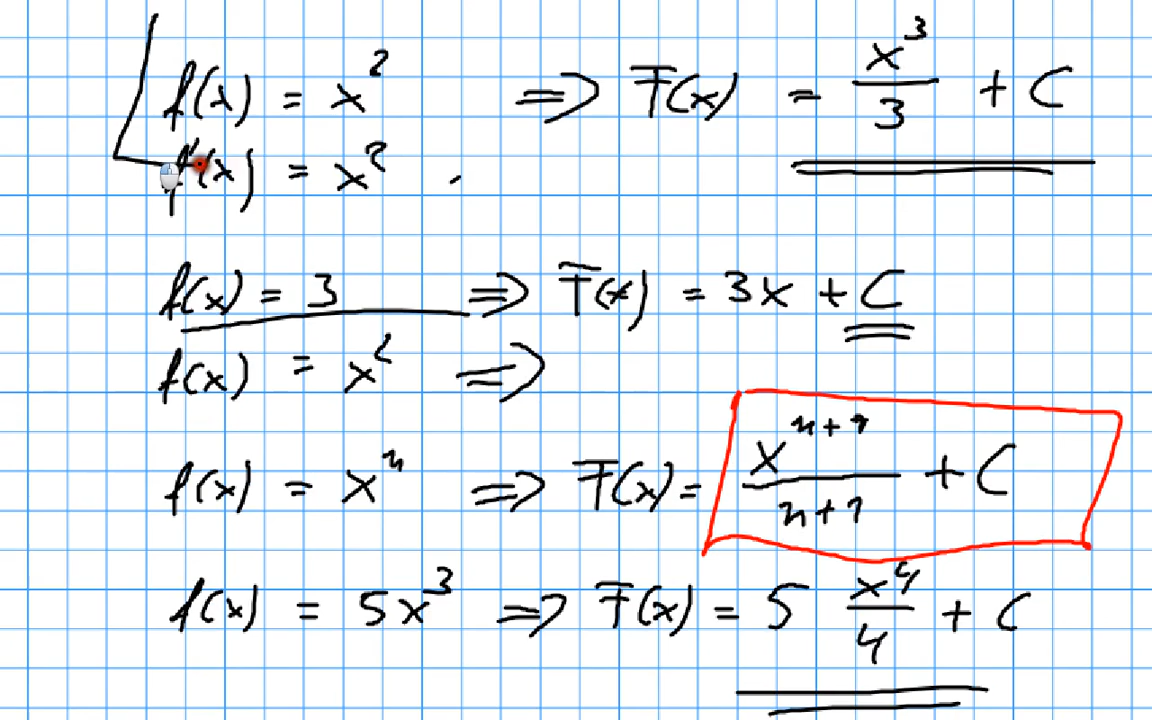 f(x) = x² => F(x) = x³/3 + C
f'(x) = x² .
f(x) = 3 => F(x) = 3x + C
f(x) = x² =>
f(x) = xⁿ => F(x) = xⁿ⁺¹/n+1 + C
f(x) = 5x³ => F(x) = 5 x⁴/4 + C